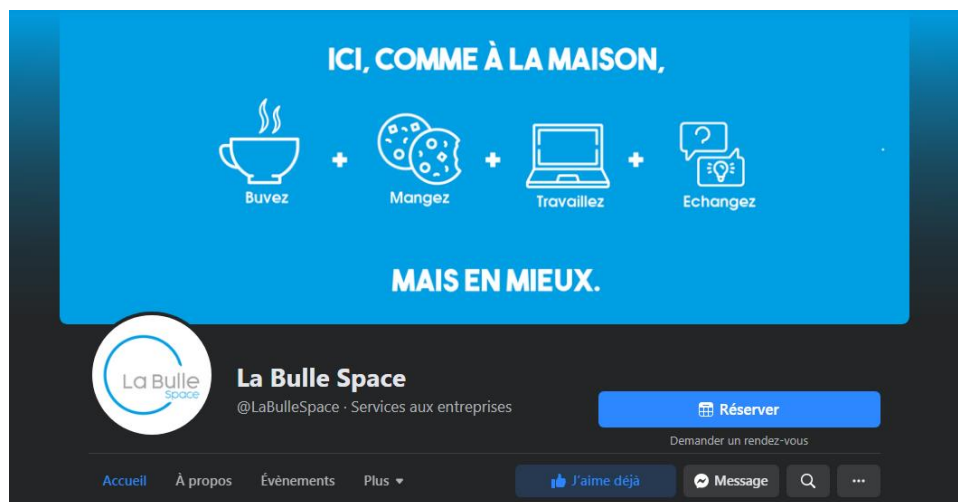 ICI, COMME À LA MAISON,
+ + +
Buvez Mangez Travaillez Echangez
MAIS EN MIEUX.
La Bulle
Space
La Bulle Space
@LaBulleSpace · Services aux entreprises
Réserver
Demander un rendez-vous
Accueil À propos Évènements Plus J'aime déjà Message